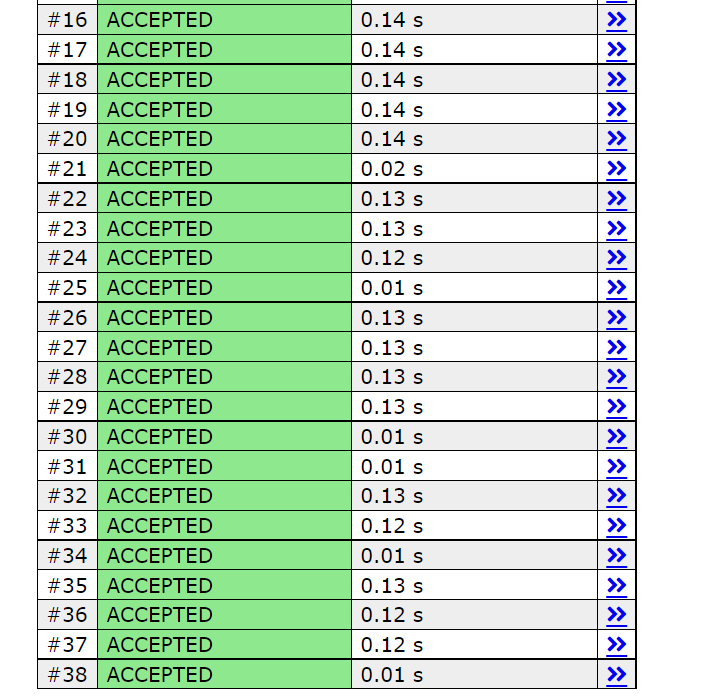 #16 ACCEPTED 0.14 s »
#17 ACCEPTED 0.14 s »
#18 ACCEPTED 0.14 s »
#19 ACCEPTED 0.14 s »
#20 ACCEPTED 0.14 s »
#21 ACCEPTED 0.02 s »
#22 ACCEPTED 0.13 s »
#23 ACCEPTED 0.13 s »
#24 ACCEPTED 0.12 s »
#25 ACCEPTED 0.01 s »
#26 ACCEPTED 0.13 s »
#27 ACCEPTED 0.13 s »
#28 ACCEPTED 0.13 s »
#29 ACCEPTED 0.13 s »
#30 ACCEPTED 0.01 s »
#31 ACCEPTED 0.01 s »
#32 ACCEPTED 0.13 s »
#33 ACCEPTED 0.12 s »
#34 ACCEPTED 0.01 s »
#35 ACCEPTED 0.13 s »
#36 ACCEPTED 0.12 s »
#37 ACCEPTED 0.12 s »
#38 ACCEPTED 0.01 s »